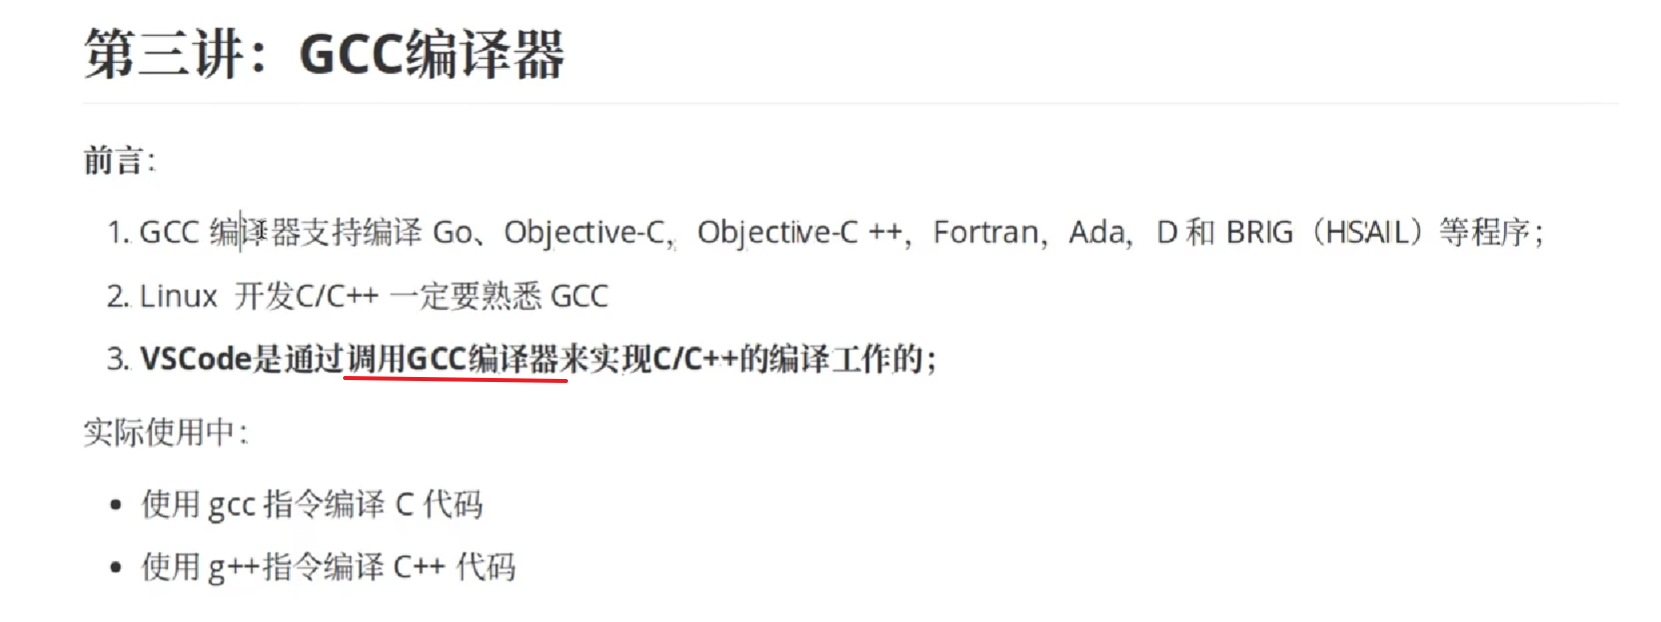 第三讲：GCC编译器
前言：
1. GCC 编译器支持编译 Go、Objective-C，Objective-C ++，Fortran，Ada，D 和 BRIG（HSAIL）等程序；
2. Linux 开发C/C++ 一定要熟悉 GCC
3. VSCode是通过调用GCC编译器来实现C/C++的编译工作的；
实际使用中：
• 使用 gcc 指令编译 C 代码
• 使用 g++指令编译 C++ 代码